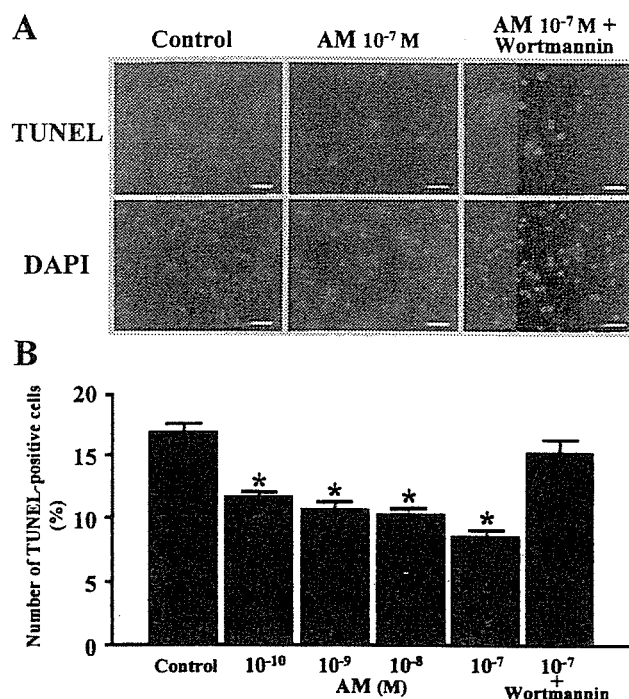 A
Control
AM 10⁻⁷ M
AM 10⁻⁷ M +
Wortmannin
TUNEL
DAPI
B
Number of TUNEL-positive cells
(%)
20
15
10
5
0
*
*
*
*
Control
10⁻¹⁰
10⁻⁹
10⁻⁸
10⁻⁷
10⁻⁷
+
Wortmannin
AM (M)